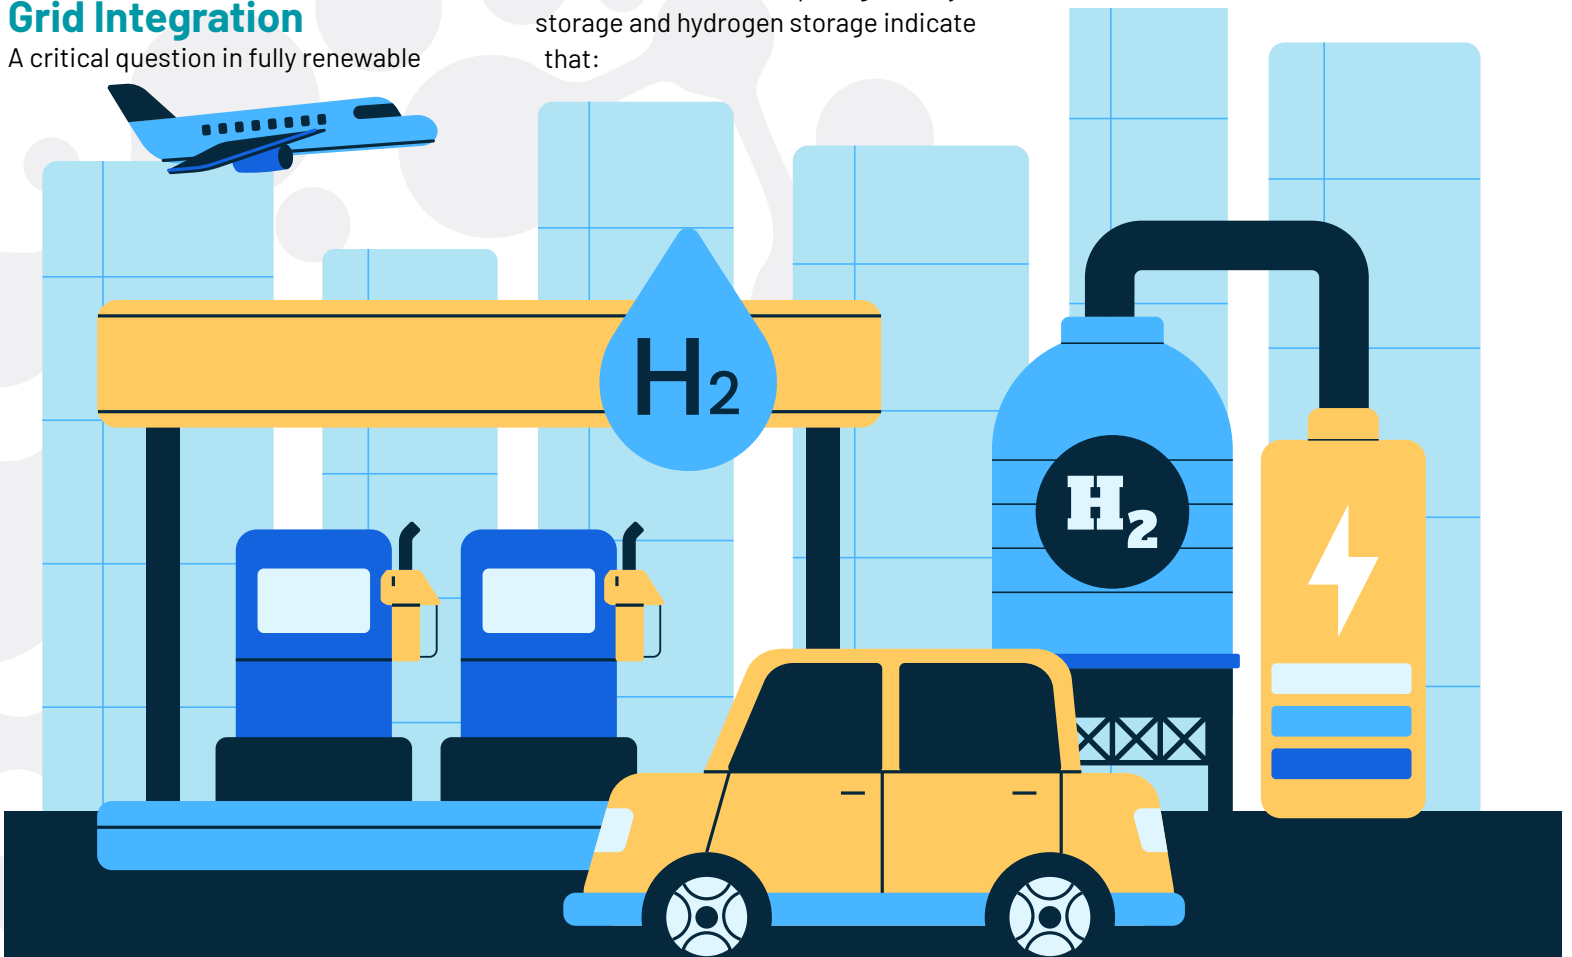 Grid Integration
A critical question in fully renewable
storage and hydrogen storage indicate
that:
H2
H2